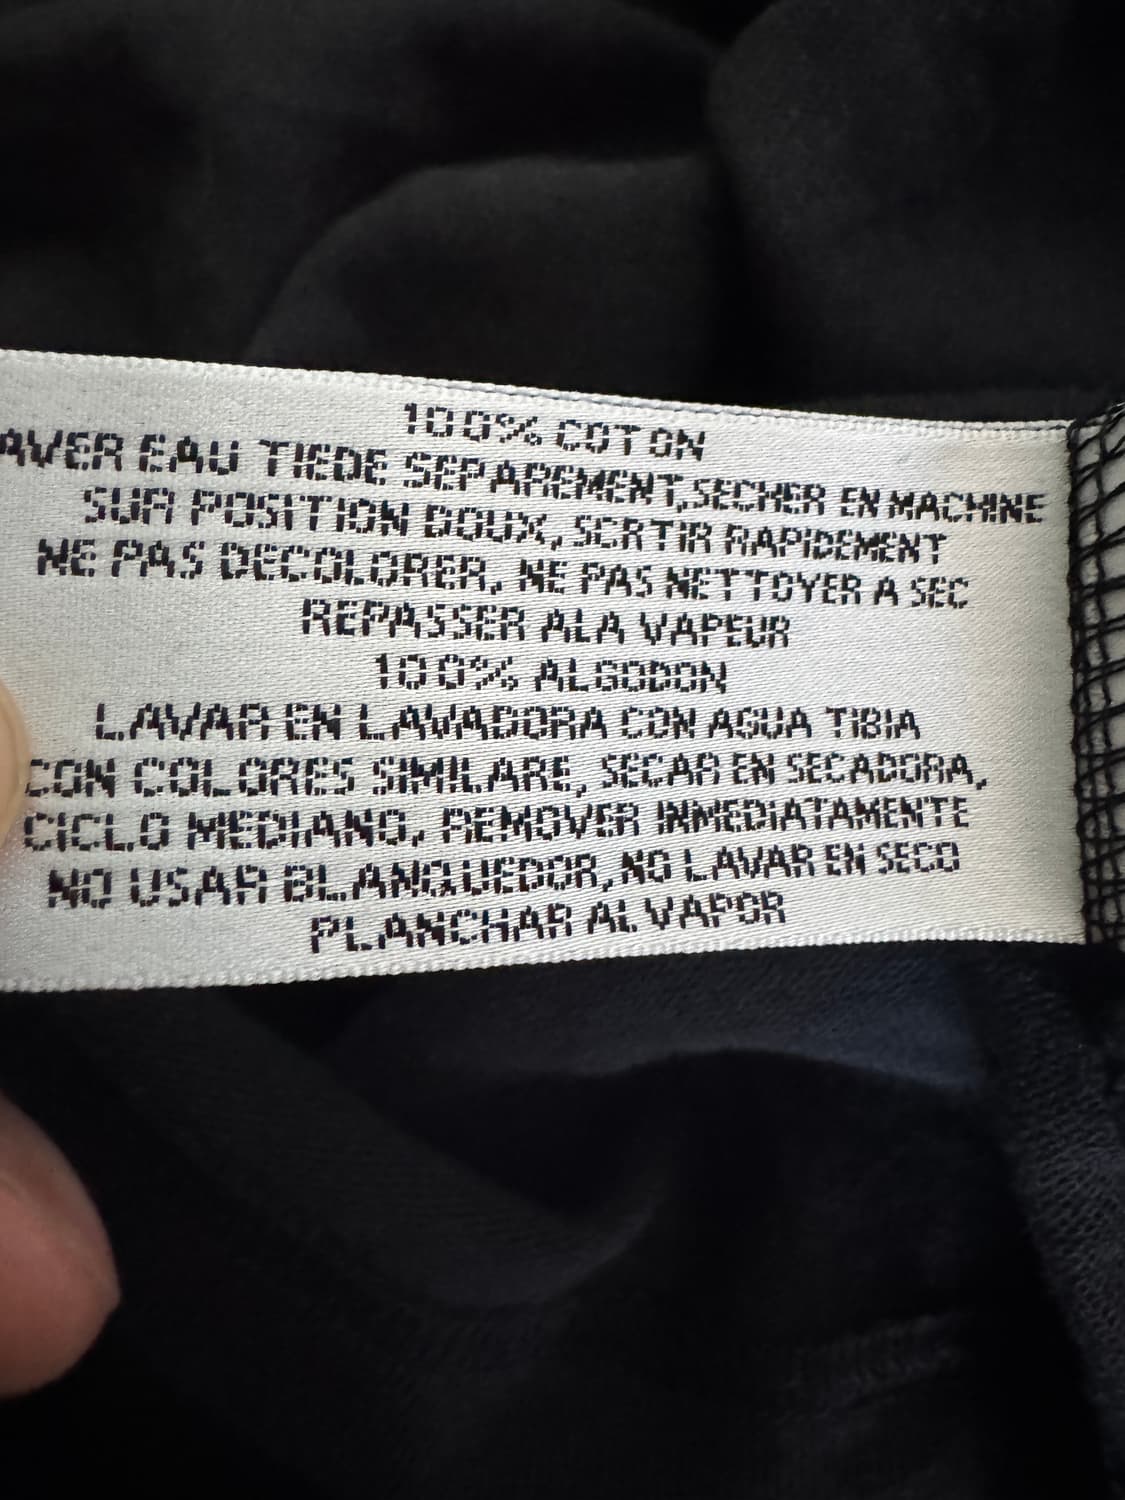 100% COTON
AVER EAU TIEDE SEPAREMENT,SECHER EN MACHINE
SUR POSITION DOUX, SORTIR RAPIDEMENT
NE PAS DECOLORER, NE PAS NETTOYER A SEC
REPASSER ALA VAPEUR
100% ALGODON
LAVAR EN LAVADORA CON AGUA TIBIA
CON COLORES SIMILARE, SECAR EN SECADORA,
CICLO MEDIANO, REMOVER INMEDIATAMENTE
NO USAR BLANQUEDOR, NO LAVAR EN SECO
PLANCHAR AL VAPOR